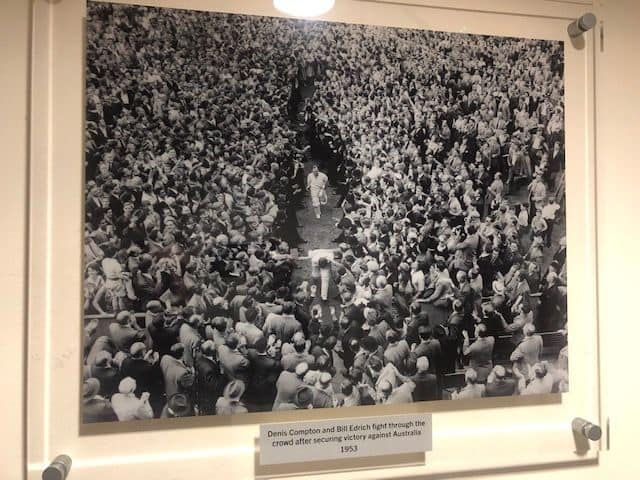 Denis Compton and Bill Edrich fight through the
crowd after securing victory against Australia
1953